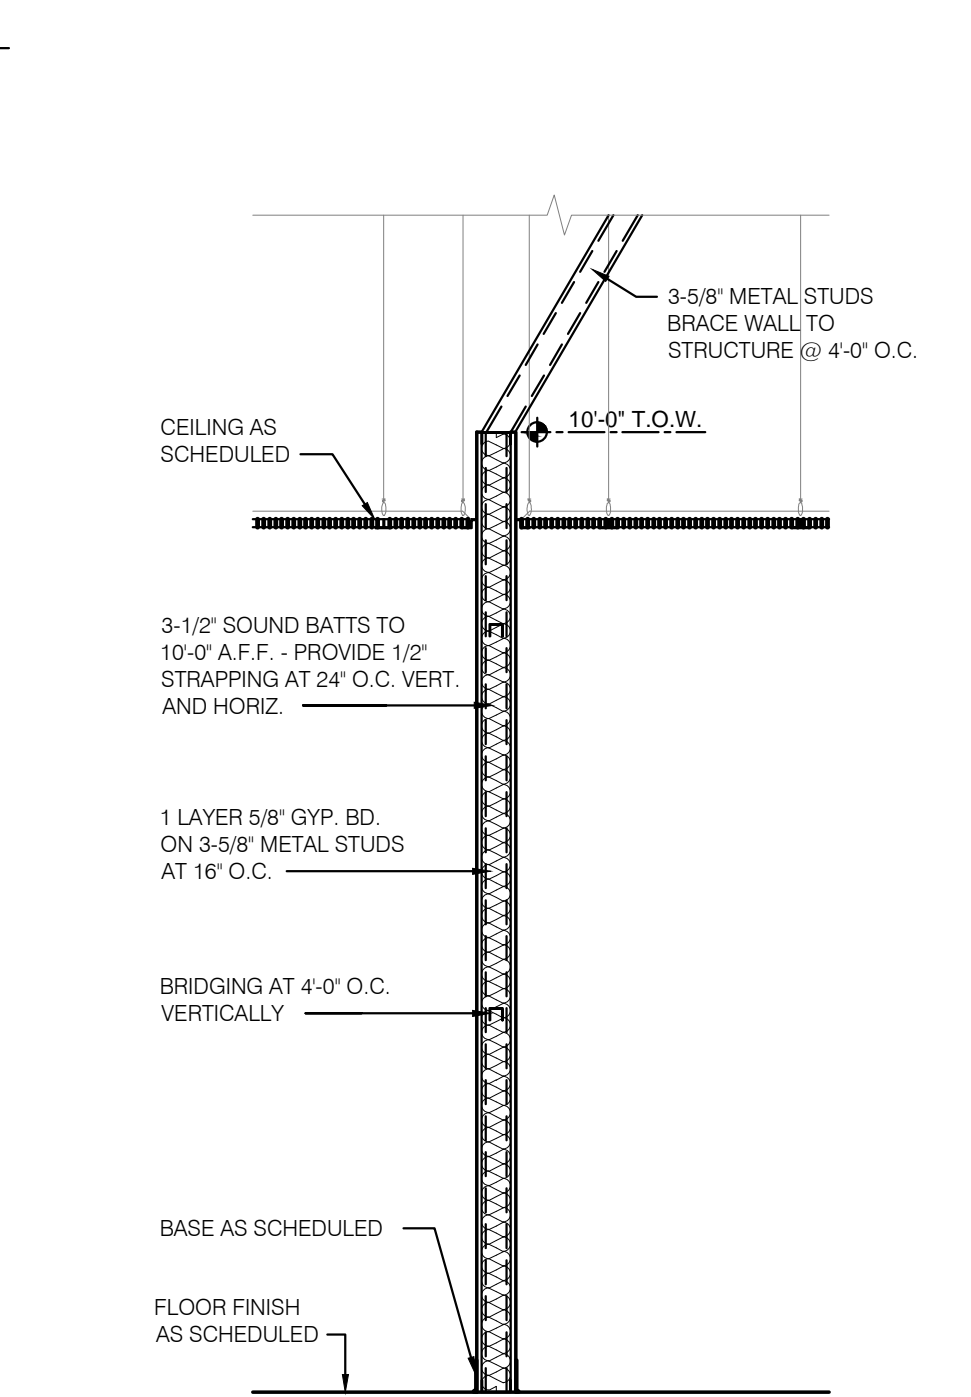 3-5/8" METAL STUDS
BRACE WALL TO
STRUCTURE @ 4'-0" O.C.
10'-0" T.O.W.
CEILING AS
SCHEDULED
3-1/2" SOUND BATTS TO
10'-0" A.F.F. - PROVIDE 1/2"
STRAPPING AT 24" O.C. VERT.
AND HORIZ.
1 LAYER 5/8" GYP. BD.
ON 3-5/8" METAL STUDS
AT 16" O.C.
BRIDGING AT 4'-0" O.C.
VERTICALLY
BASE AS SCHEDULED
FLOOR FINISH
AS SCHEDULED